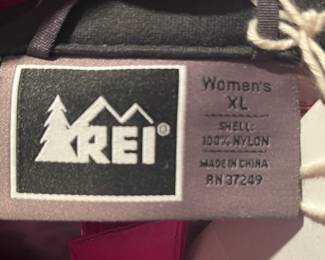 REI®
Women's
XL
SHELL:
100% NYLON
MADE IN CHINA
RN 37249